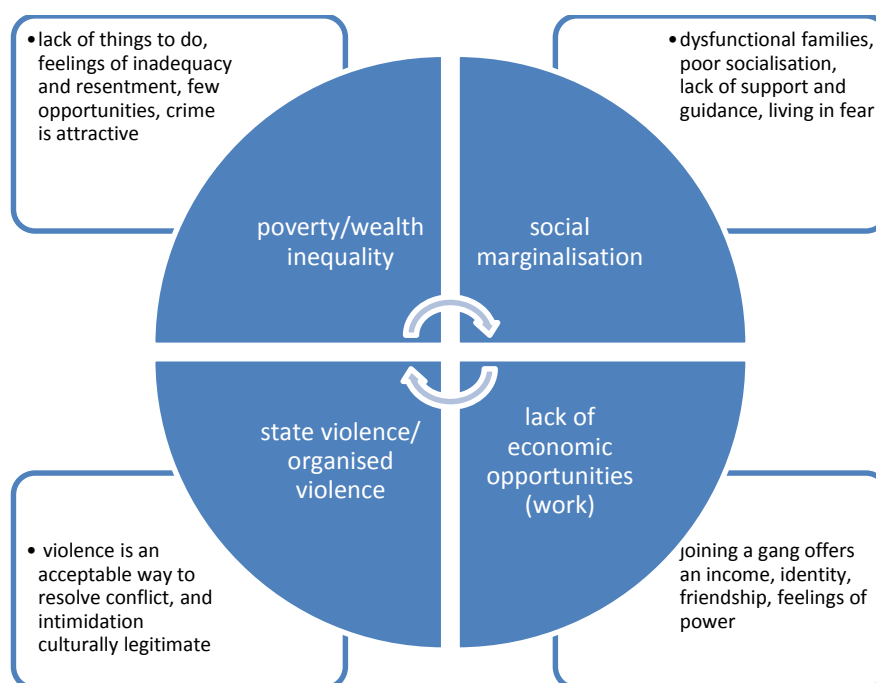 •lack of things to do,
feelings of inadequacy
and resentment, few
opportunities, crime
is attractive
•dysfunctional families,
poor socialisation,
lack of support and
guidance, living in fear
poverty/wealth
inequality
social
marginalisation
state violence/
organised
violence
lack of
economic
opportunities
(work)
• violence is an
acceptable way to
resolve conflict, and
intimidation
culturally legitimate
joining a gang offers
an income, identity,
friendship, feelings of
power